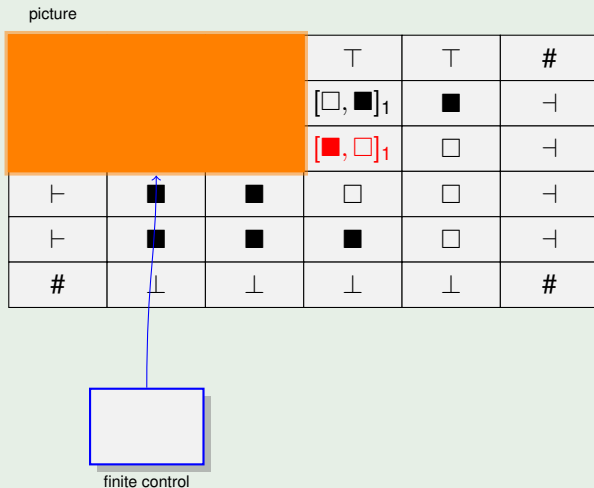 picture
⊤ ⊤ #
[□, ■]₁ ■ ⊣
[■, □]₁ □ ⊣
⊢ ■ ■ □ □ ⊣
⊢ ■ ■ ■ □ ⊣
# ⊥ ⊥ ⊥ ⊥ #
finite control